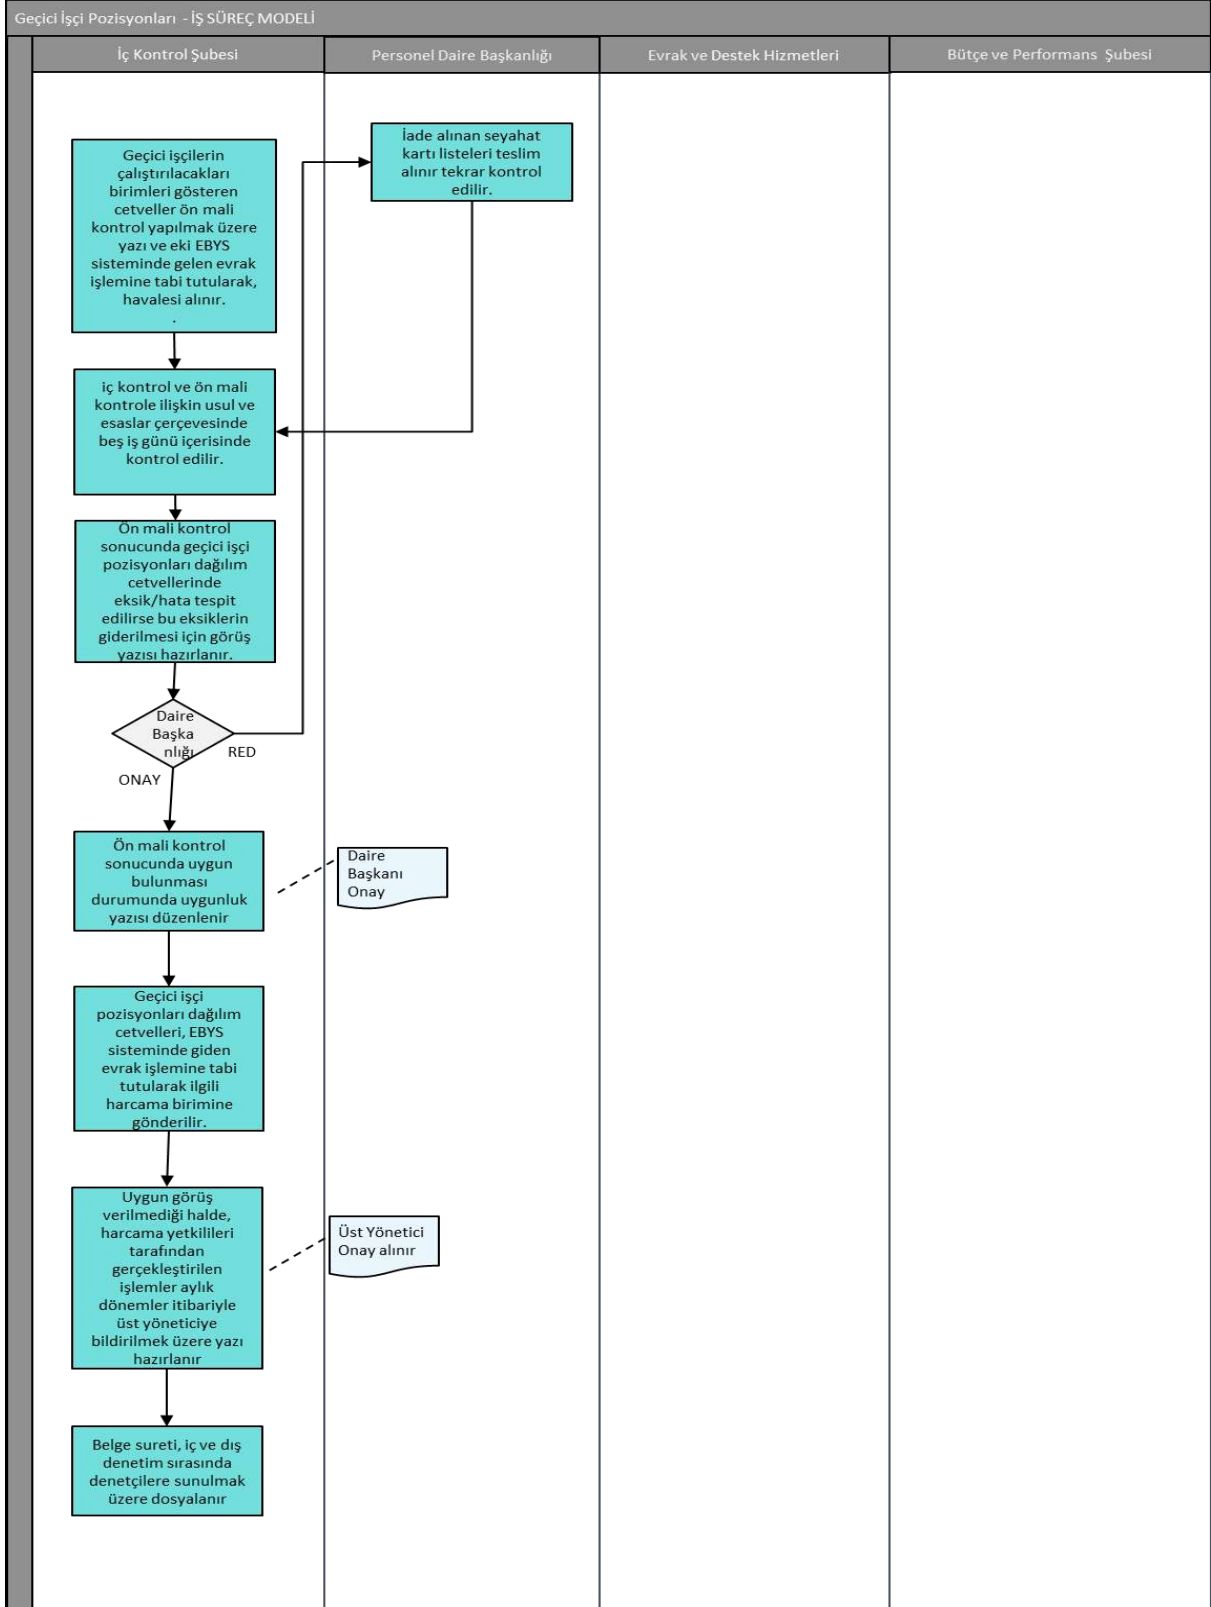 Geçici İşçi Pozisyonları - İŞ SÜREÇ MODELİ
İç Kontrol Şubesi
Personel Daire Başkanlığı
Evrak ve Destek Hizmetleri
Bütçe ve Performans Şubesi
Geçici işçilerin
çalıştırılacakları
birimleri gösteren
cetveller ön mali
kontrol yapılmak üzere
yazı ve eki EBYS
sisteminde gelen evrak
işlemine tabi tutularak,
havalesi alınır.
.
İade alınan seyahat
kartı listeleri teslim
alınır tekrar kontrol
edilir.
iç kontrol ve ön mali
kontrole ilişkin usul ve
esaslar çerçevesinde
beş iş günü içerisinde
kontrol edilir.
Ön mali kontrol
sonucunda geçici işçi
pozisyonları dağılım
cetvellerinde
eksik/hata tespit
edilirse bu eksiklerin
giderilmesi için görüş
yazısı hazırlanır.
Daire
Başka
nlığı
RED
ONAY
Ön mali kontrol
sonucunda uygun
bulunması
durumunda uygunluk
yazısı düzenlenir
Daire
Başkanı
Onay
Geçici işçi
pozisyonları dağılım
cetvelleri, EBYS
sisteminde giden
evrak işlemine tabi
tutularak ilgili
harcama birimine
gönderilir.
Uygun görüş
verilmediği halde,
harcama yetkilileri
tarafından
gerçekleştirilen
işlemler aylık
dönemler itibariyle
üst yöneticiye
bildirilmek üzere yazı
hazırlanır
Üst Yönetici
Onay alınır
Belge sureti, iç ve dış
denetim sırasında
denetçilere sunulmak
üzere dosyalanır